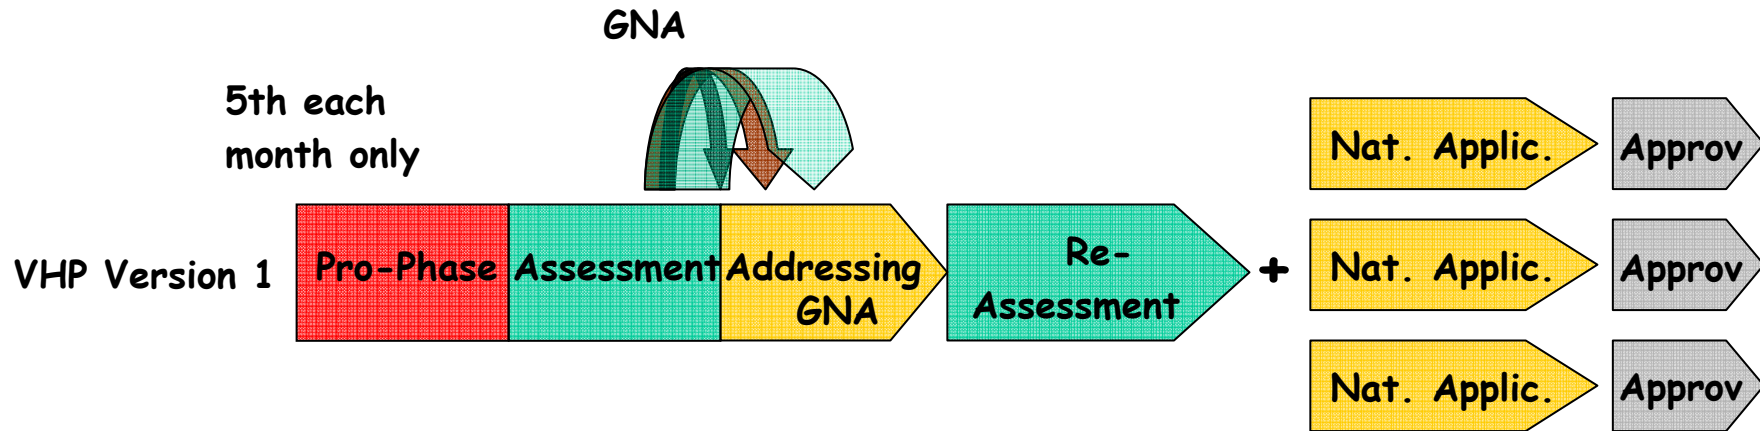 GNA
5th each
month only
VHP Version 1
Pro-Phase
Assessment
Addressing
GNA
Re-
Assessment
+
Nat. Applic.
Approv
Nat. Applic.
Approv
Nat. Applic.
Approv